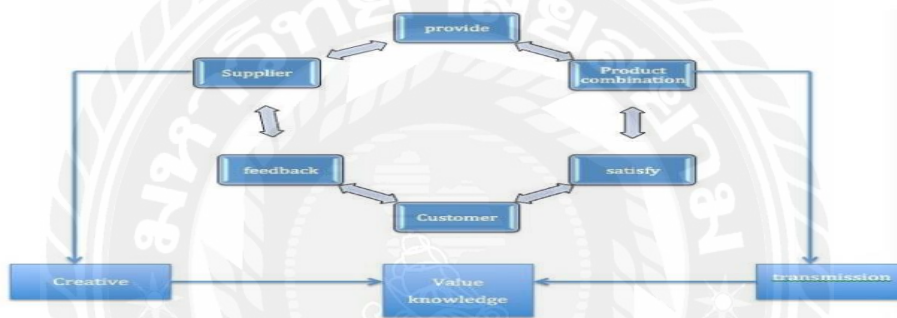 provide
Supplier
Product
combination
feedback
satisfy
Customer
Creative
Value
knowledge
transmission